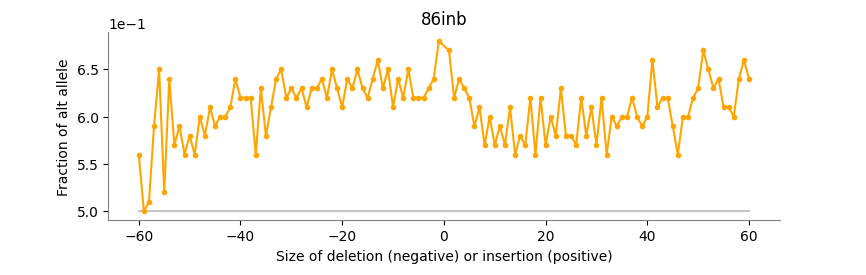 86inb
1e−1
6.5
6.0
5.5
5.0
Fraction of alt allele
−60 −40 −20 0 20 40 60
Size of deletion (negative) or insertion (positive)